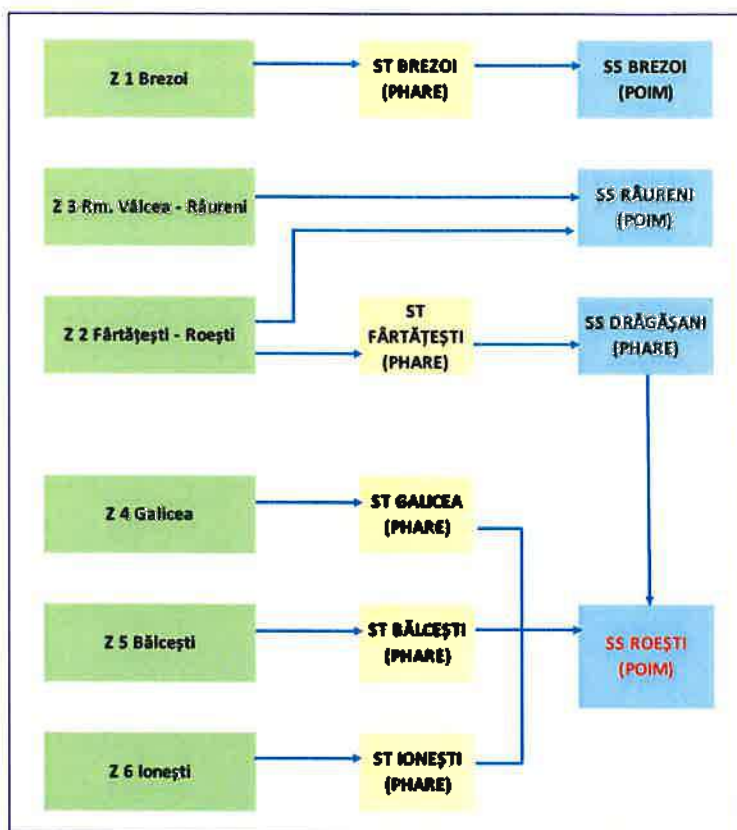 Z 1 Brezoi
ST BREZOI
(PHARE)
SS BREZOI
(POIM)
Z 3 Rm. Vâlcea - Râureni
SS RÂURENI
(POIM)
Z 2 Fârtătești - Roești
ST
FÂRTĂȚEȘTI
(PHARE)
SS DRĂGĂȘANI
(PHARE)
Z 4 Galicea
ST GALICEA
(PHARE)
Z 5 Bălcești
ST BĂLCEȘTI
(PHARE)
SS ROEȘTI
(POIM)
Z 6 Ionești
ST IONEȘTI
(PHARE)